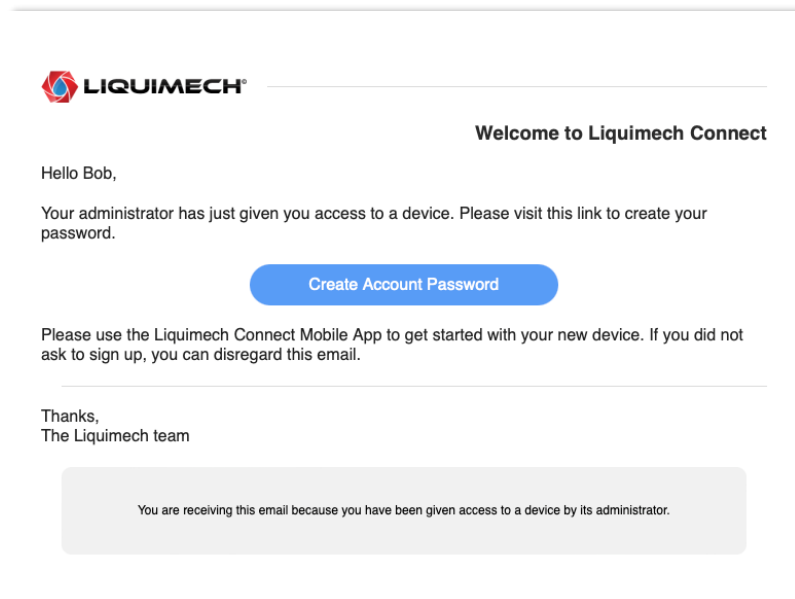 LIQUIMECH®
Welcome to Liquimech Connect
Hello Bob,
Your administrator has just given you access to a device. Please visit this link to create your
password.
Create Account Password
Please use the Liquimech Connect Mobile App to get started with your new device. If you did not
ask to sign up, you can disregard this email.
Thanks,
The Liquimech team
You are receiving this email because you have been given access to a device by its administrator.